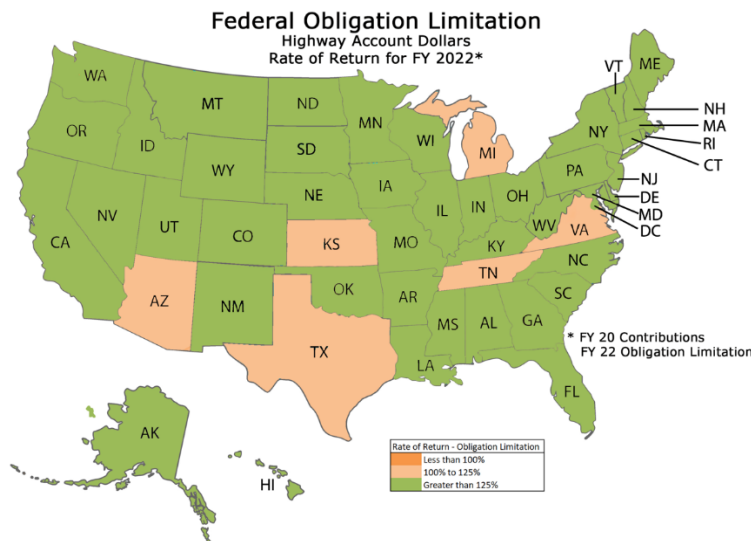 Federal Obligation Limitation
Highway Account Dollars
Rate of Return for FY 2022*
WA
MT
ND
MN
VT
ME
OR
ID
SD
WI
MI
NY
NH
MA
RI
CT
WY
NE
IA
PA
NJ
DE
MD
DC
NV
UT
CO
IL
IN
OH
WV
VA
CA
KS
MO
KY
NC
TN
AZ
NM
OK
AR
SC
TX
MS
AL
GA
LA
FL
* FY 20 Contributions
FY 22 Obligation Limitation
AK
HI
Rate of Return - Obligation Limitation
Less than 100%
100% to 125%
Greater than 125%